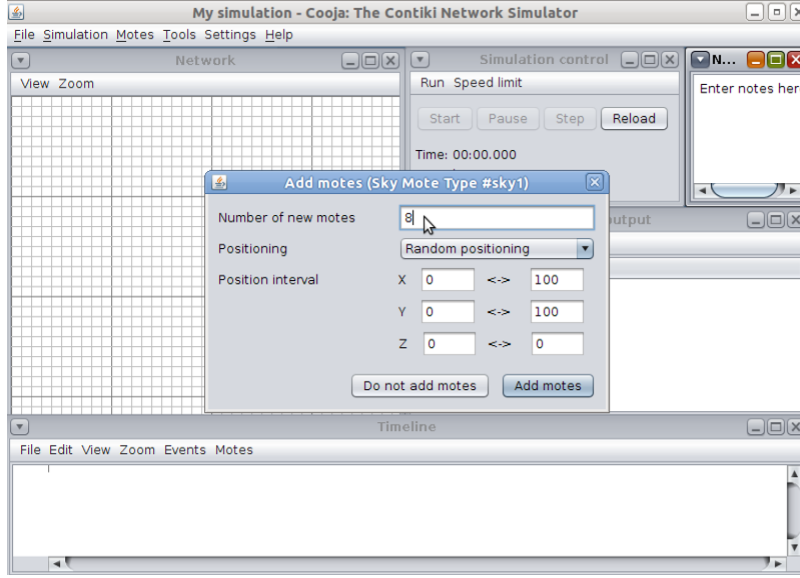 My simulation - Cooja: The Contiki Network Simulator
File Simulation Motes Tools Settings Help
Network
View Zoom
Simulation control
Run Speed limit
Start Pause Step Reload
Time: 00:00.000
N...
Enter notes her
Add motes (Sky Mote Type #sky1)
Number of new motes 8
Positioning Random positioning
Position interval X 0 <-> 100
Y 0 <-> 100
Z 0 <-> 0
Do not add motes Add motes
utput
Timeline
File Edit View Zoom Events Motes